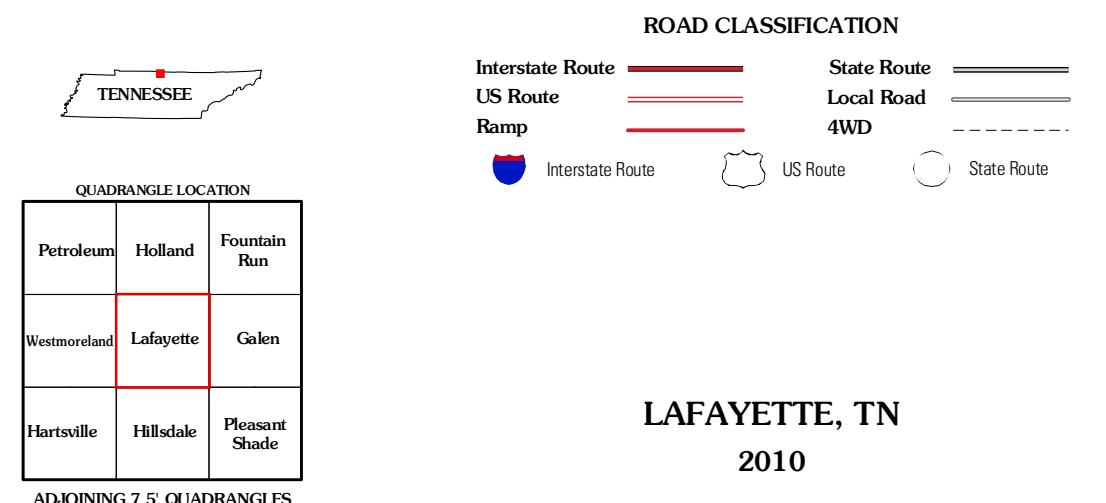 TENNESSEE
QUADRANGLE LOCATION
Petroleum
Holland
Fountain
Run
Westmoreland
Lafayette
Galen
Hartsville
Hillsdale
Pleasant
Shade
ADJOINING 7.5' QUADRANGLES
ROAD CLASSIFICATION
Interstate Route
State Route
US Route
Local Road
Ramp
4WD
Interstate Route
US Route
State Route
LAFAYETTE, TN
2010